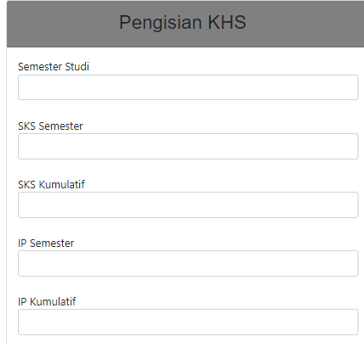 Pengisian KHS
Semester Studi
SKS Semester
SKS Kumulatif
IP Semester
IP Kumulatif